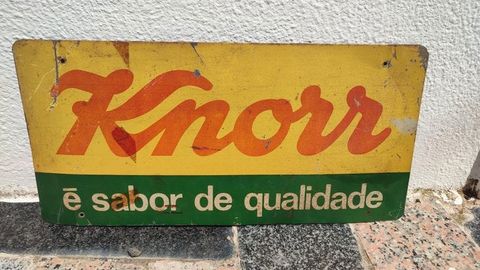 Knorr
é sabor de qualidade